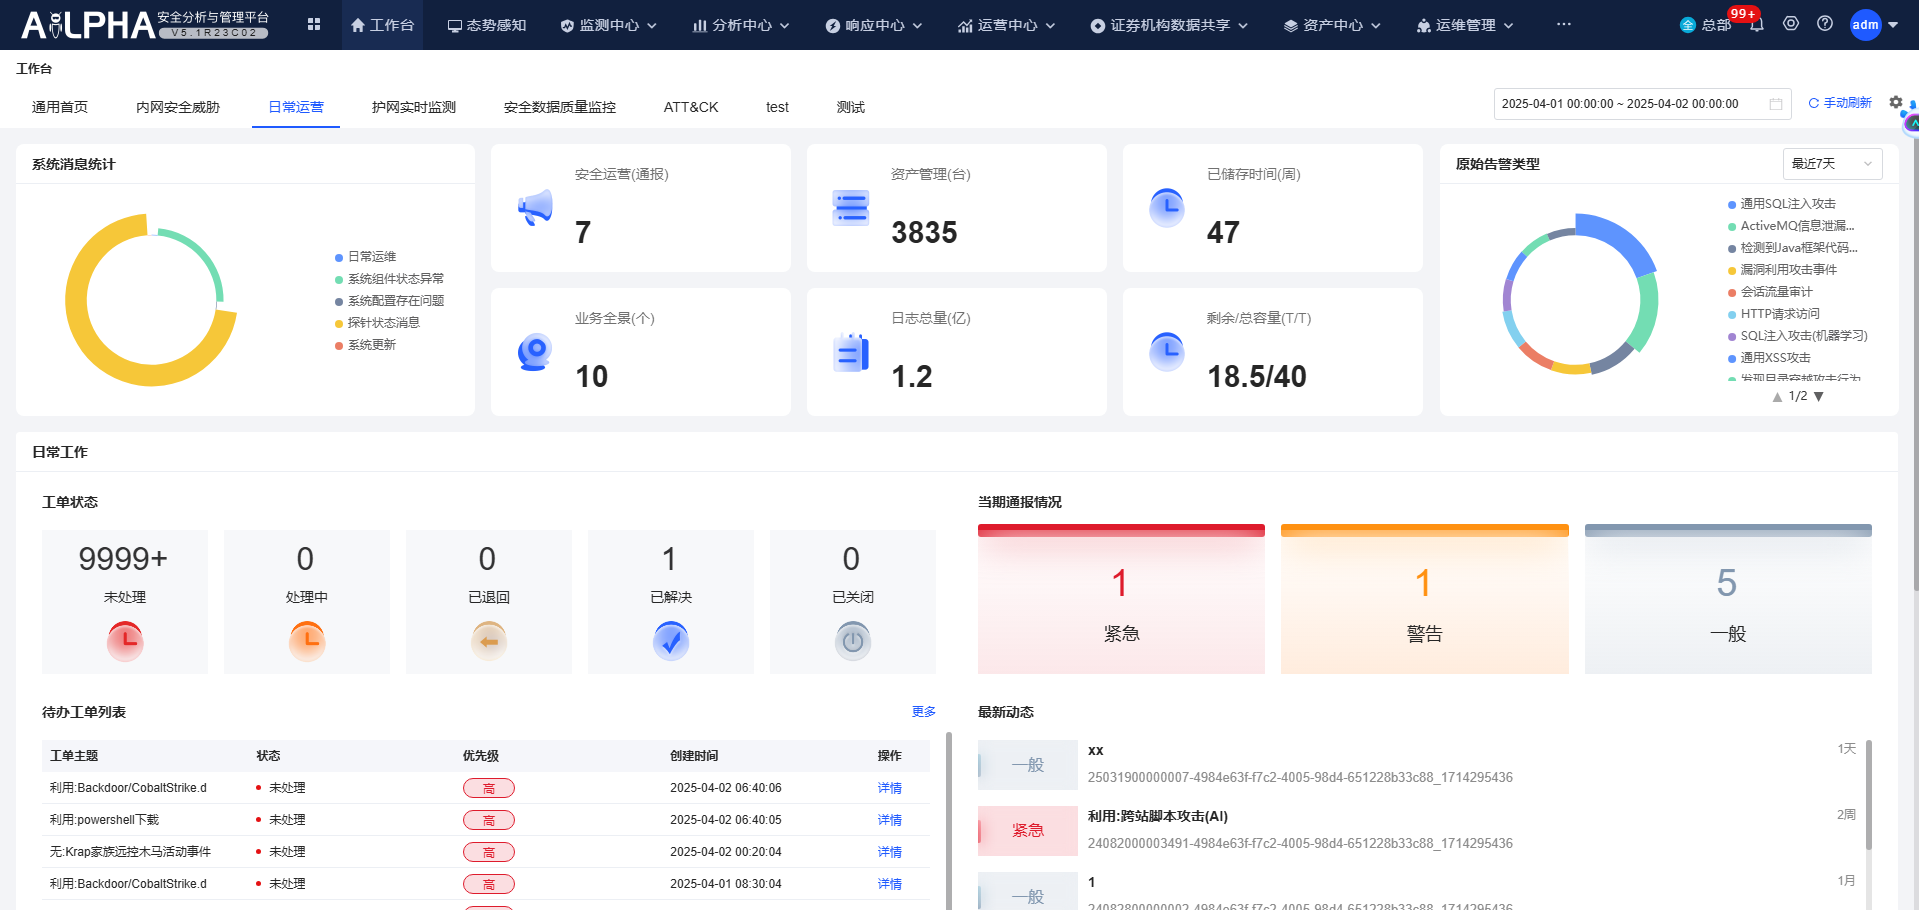 AiLPHA 安全分析与管理平台 V5.1R23C02
工作台 态势感知 监测中心 分析中心 响应中心 运营中心 证券机构数据共享 资产中心 运维管理 ··· 全 总部 99+ adm
工作台
通用首页 内网安全威胁 日常运营 护网实时监测 安全数据质量监控 ATT&CK test 测试
2025-04-01 00:00:00 ~ 2025-04-02 00:00:00 手动刷新
系统消息统计
日常运维
系统组件状态异常
系统配置存在问题
探针状态消息
系统更新
安全运营(通报)
7
资产管理(台)
3835
已储存时间(周)
47
业务全景(个)
10
日志总量(亿)
1.2
剩余/总容量(T/T)
18.5/40
原始告警类型 最近7天
通用SQL注入攻击
ActiveMQ信息泄漏...
检测到Java框架代码...
漏洞利用攻击事件
会话流量审计
HTTP请求访问
SQL注入攻击(机器学习)
通用XSS攻击
发现目录穿越攻击行为
1/2
日常工作
工单状态
9999+ 0 0 1 0
未处理 处理中 已退回 已解决 已关闭
当期通报情况
1 1 5
紧急 警告 一般
待办工单列表 更多
工单主题 状态 优先级 创建时间 操作
利用:Backdoor/CobaltStrike.d 未处理 高 2025-04-02 06:40:06 详情
利用:powershell下载 未处理 高 2025-04-02 06:40:05 详情
无:Krap家族远控木马活动事件 未处理 高 2025-04-02 00:20:04 详情
利用:Backdoor/CobaltStrike.d 未处理 高 2025-04-01 08:30:04 详情
最新动态
一般 xx 1天
25031900000007-4984e63f-f7c2-4005-98d4-651228b33c88_1714295436
紧急 利用:跨站脚本攻击(AI) 2周
24082000003491-4984e63f-f7c2-4005-98d4-651228b33c88_1714295436
一般 1 1月
24082800000002-4984e63f-f7c2-4005-98d4-651228b33c88_1714295436